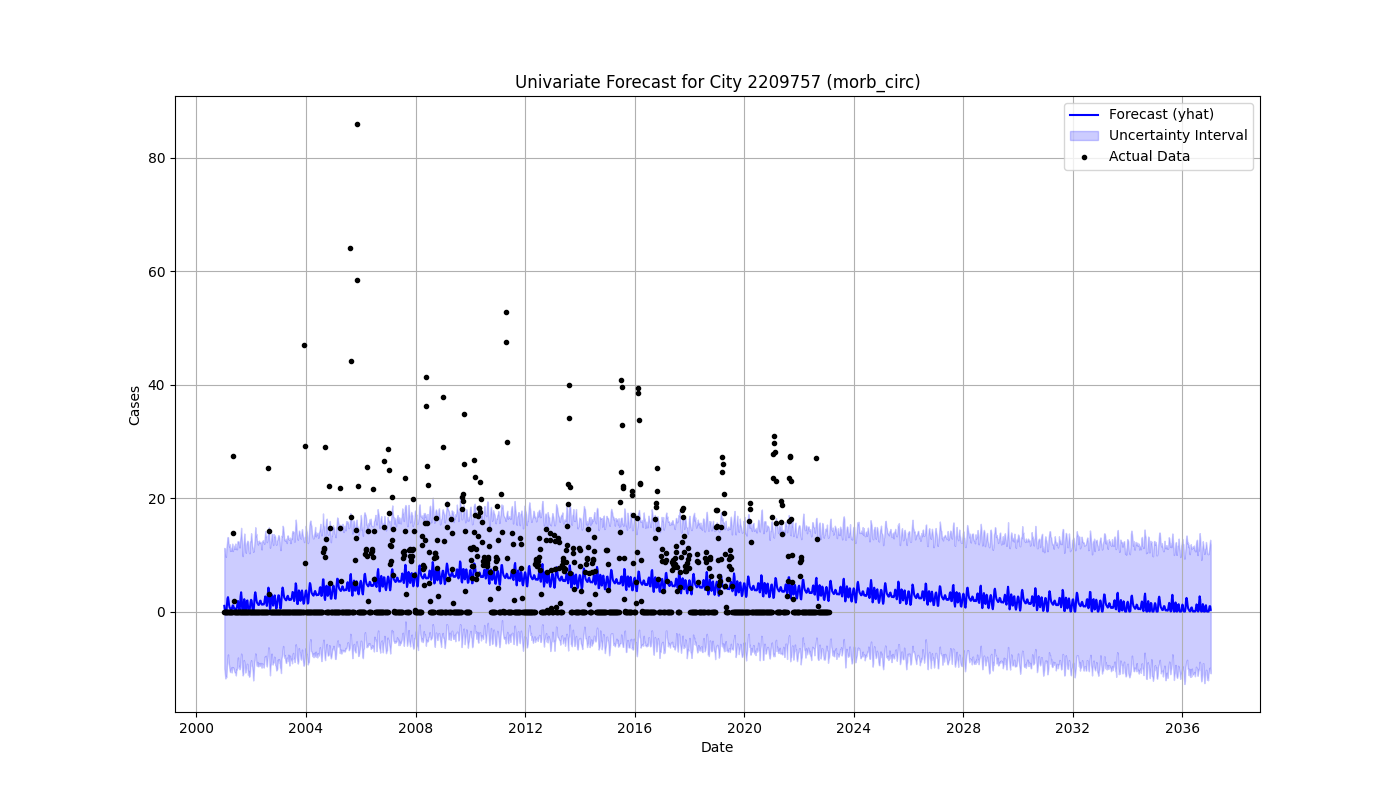 Univariate Forecast for City 2209757 (morb_circ)
Forecast (yhat)
Uncertainty Interval
Actual Data
Cases
80
60
40
20
0
2000 2004 2008 2012 2016 2020 2024 2028 2032 2036
Date